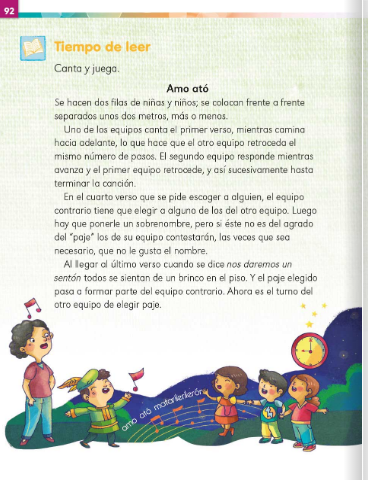 92
Tiempo de leer
Canta y juega.
Amo ató
Se hacen dos filas de niñas y niños; se colocan frente a frente
separados unos dos metros, más o menos.
Uno de los equipos canta el primer verso, mientras camina
hacia adelante, lo que hace que el otro equipo retroceda el
mismo número de pasos. El segundo equipo responde mientras
avanza y el primer equipo retrocede, y así sucesivamente hasta
terminar la canción.
En el cuarto verso que se pide escoger a alguien, el equipo
contrario tiene que elegir a alguno de los del otro equipo. Luego
hay que ponerle un sobrenombre, pero si éste no es del agrado
del "paje" los de su equipo contestarán, las veces que sea
necesario, que no le gusta el nombre.
Al llegar al último verso cuando se dice nos daremos un
sentón todos se sientan de un brinco en el piso. Y el paje elegido
pasa a formar parte del equipo contrario. Ahora es el turno del
otro equipo de elegir paje.
amo ató matarilerilerón